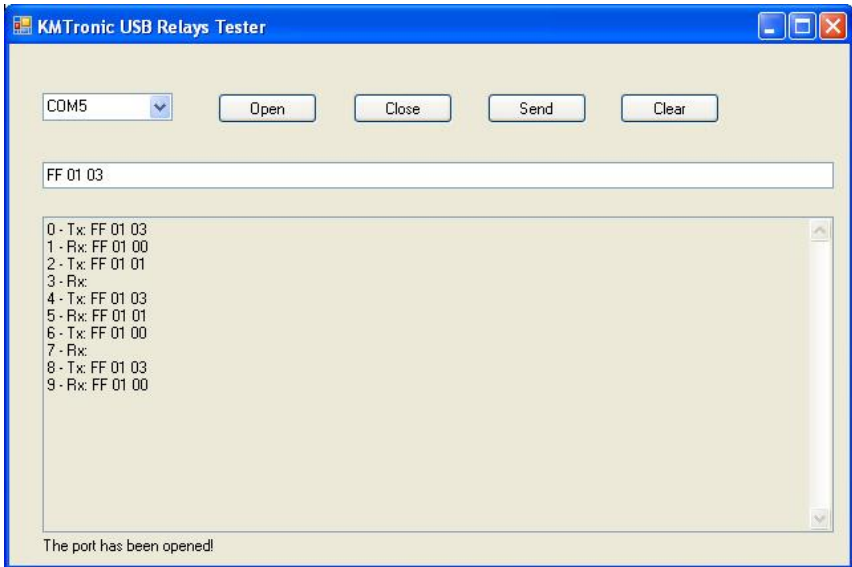 KMTronic USB Relays Tester
COM5
Open
Close
Send
Clear
FF 01 03
0 - Tx: FF 01 03
1 - Rx: FF 01 00
2 - Tx: FF 01 01
3 - Rx:
4 - Tx: FF 01 03
5 - Rx: FF 01 01
6 - Tx: FF 01 00
7 - Rx:
8 - Tx: FF 01 03
9 - Rx: FF 01 00
The port has been opened!